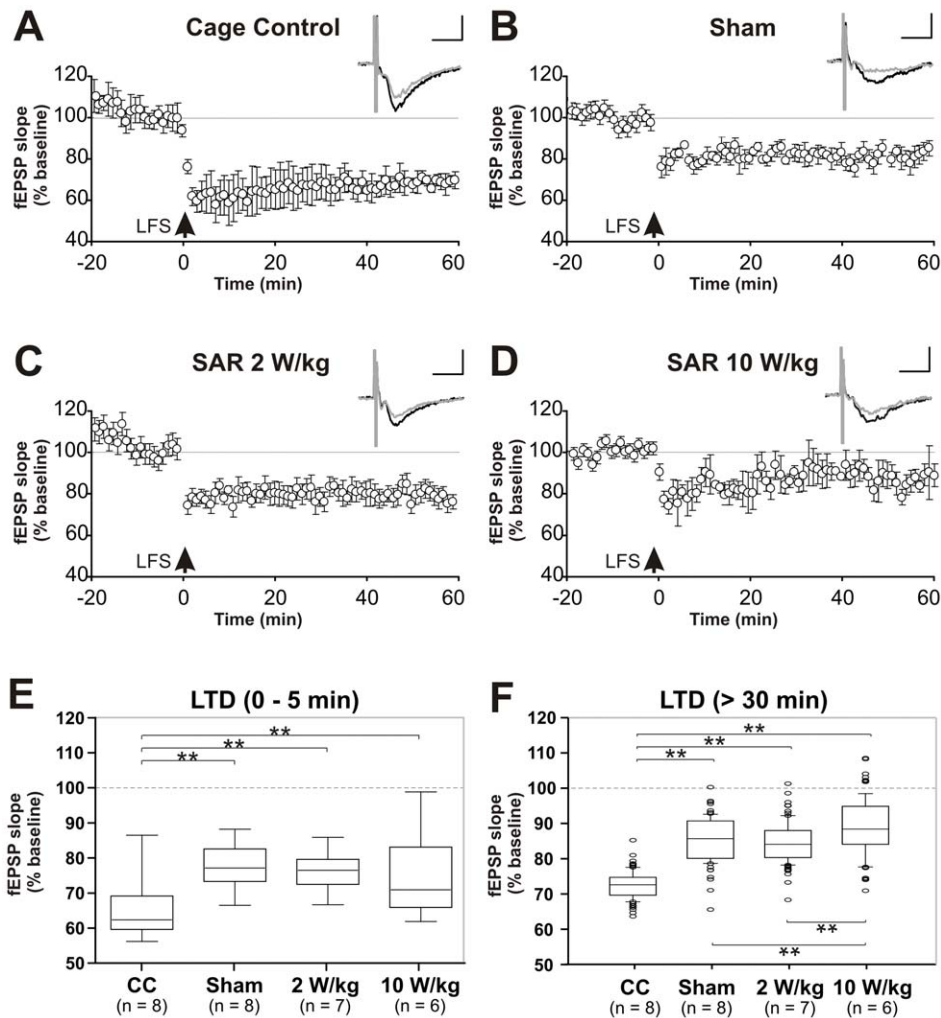 A
Cage Control
fEPSP slope
(% baseline)
120
100
80
60
40
LFS
-20
0
20
40
60
Time (min)
B
Sham
fEPSP slope
(% baseline)
120
100
80
60
40
LFS
-20
0
20
40
60
Time (min)
C
SAR 2 W/kg
fEPSP slope
(% baseline)
120
100
80
60
40
LFS
-20
0
20
40
60
Time (min)
D
SAR 10 W/kg
fEPSP slope
(% baseline)
120
100
80
60
40
LFS
-20
0
20
40
60
Time (min)
E
LTD (0 - 5 min)
fEPSP slope
(% baseline)
120
110
100
90
80
70
60
50
**
**
**
CC
(n = 8)
Sham
(n = 8)
2 W/kg
(n = 7)
10 W/kg
(n = 6)
F
LTD (> 30 min)
fEPSP slope
(% baseline)
120
110
100
90
80
70
60
50
**
**
**
**
**
CC
(n = 8)
Sham
(n = 8)
2 W/kg
(n = 7)
10 W/kg
(n = 6)